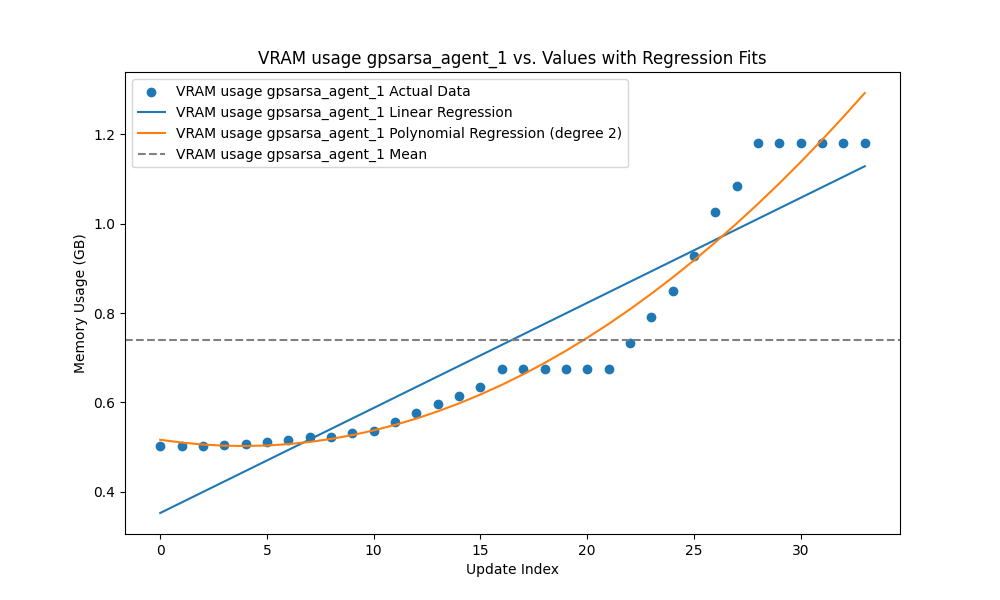 VRAM usage gpsarsa_agent_1 vs. Values with Regression Fits
VRAM usage gpsarsa_agent_1 Actual Data
VRAM usage gpsarsa_agent_1 Linear Regression
VRAM usage gpsarsa_agent_1 Polynomial Regression (degree 2)
VRAM usage gpsarsa_agent_1 Mean
Memory Usage (GB)
1.2
1.0
0.8
0.6
0.4
0 5 10 15 20 25 30
Update Index